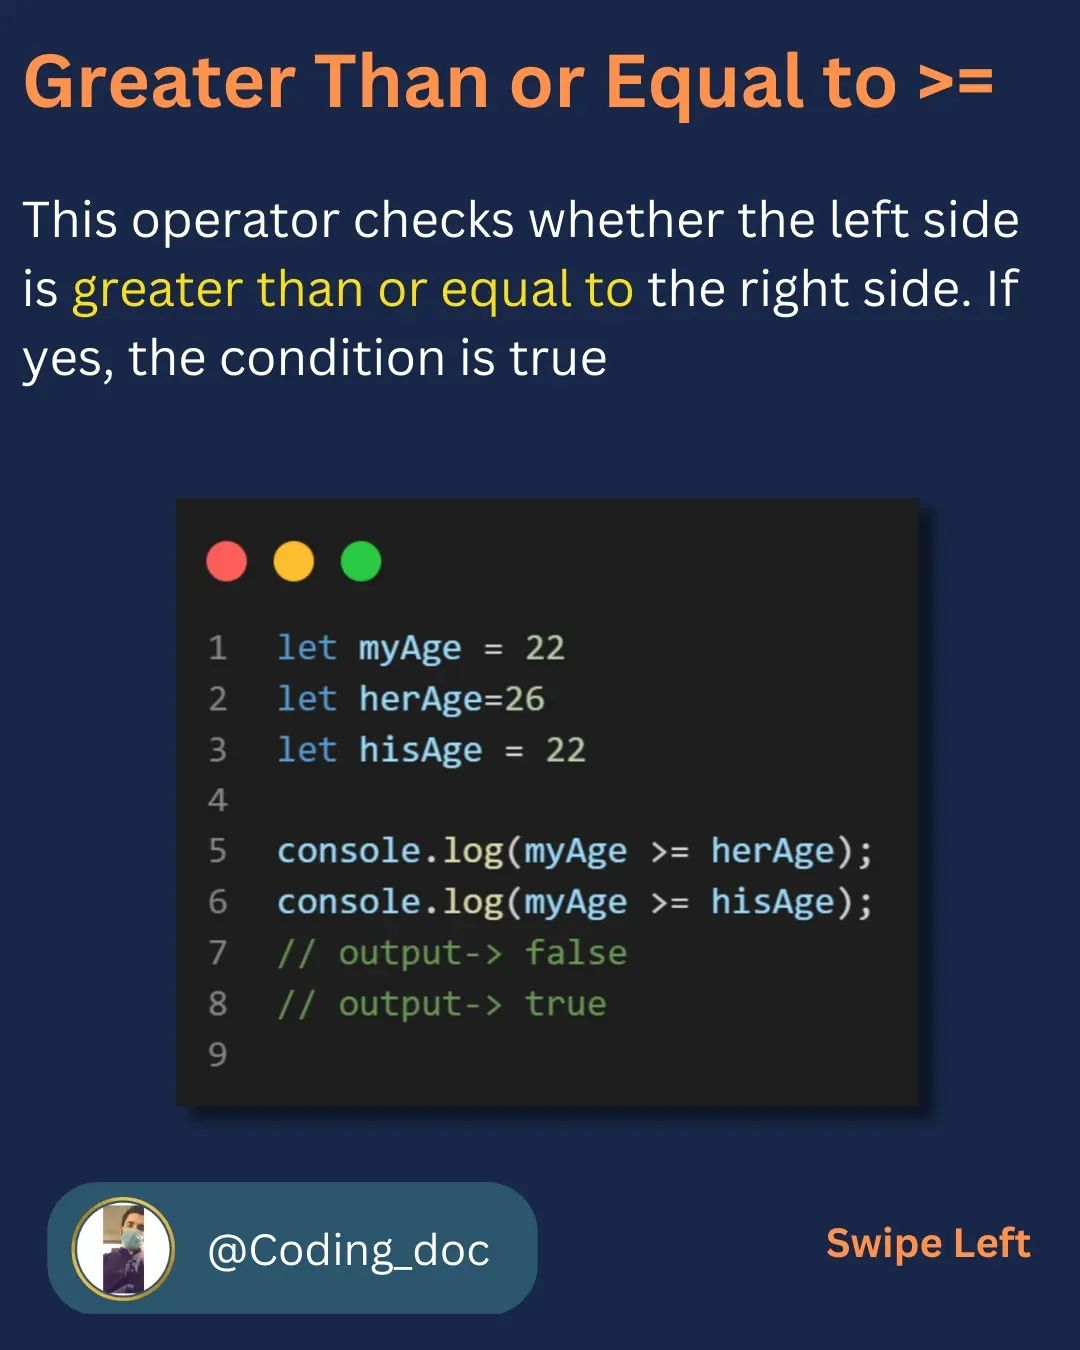 Greater Than or Equal to >=
This operator checks whether the left side
is greater than or equal to the right side. If
yes, the condition is true
1 let myAge = 22
2 let herAge=26
3 let hisAge = 22
4
5 console.log(myAge >= herAge);
6 console.log(myAge >= hisAge);
7 // output-> false
8 // output-> true
9
@Coding_doc
Swipe Left